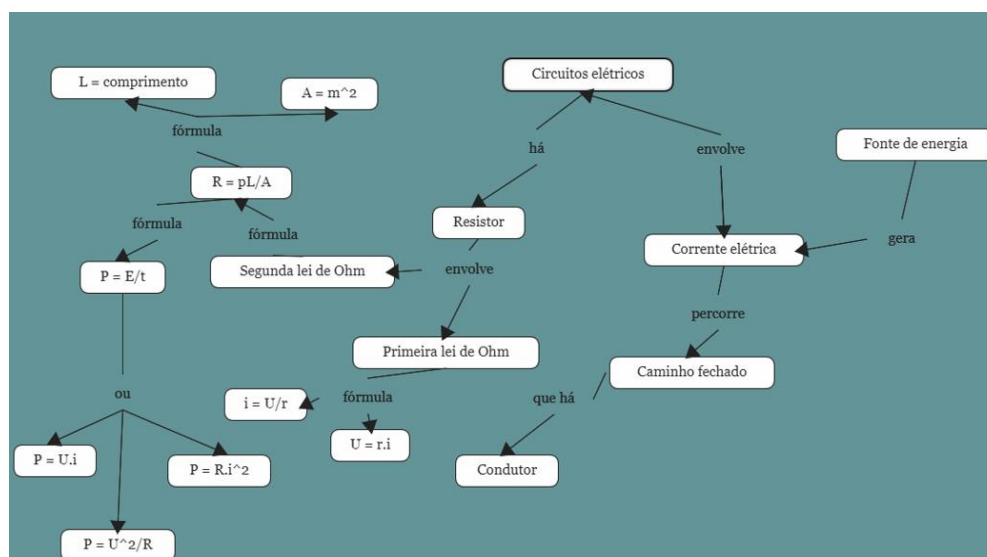 Circuitos elétricos
L = comprimento
A = m^2
fórmula
há
envolve
Fonte de energia
R = pL/A
Resistor
fórmula
fórmula
gera
Corrente elétrica
Segunda lei de Ohm
envolve
P = E/t
percorre
Primeira lei de Ohm
Caminho fechado
ou
i = U/r
fórmula
que há
U = r.i
P = U.i
P = R.i^2
Condutor
P = U^2/R